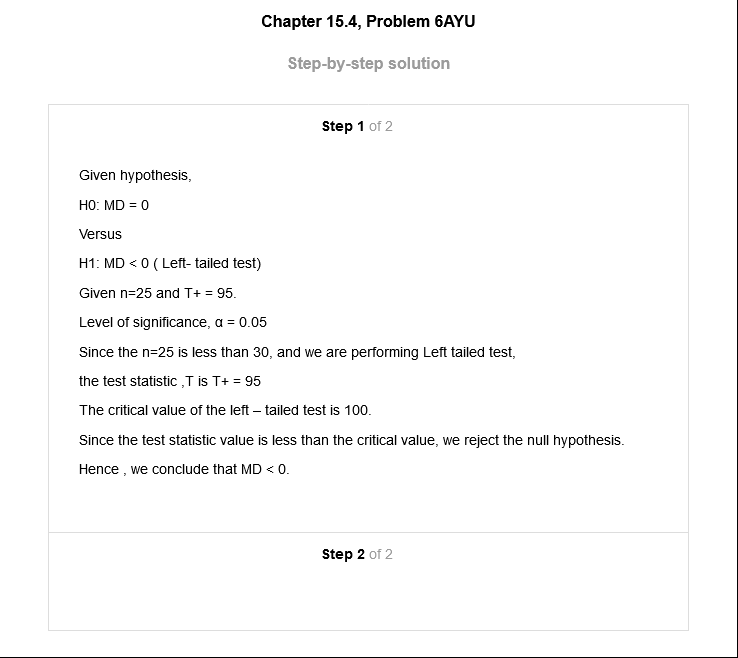 Chapter 15.4, Problem 6AYU
Step-by-step solution
Step 1 of 2
Given hypothesis,
H0: MD = 0
Versus
H1: MD < 0 ( Left- tailed test)
Given n=25 and T+ = 95.
Level of significance, α = 0.05
Since the n=25 is less than 30, and we are performing Left tailed test,
the test statistic ,T is T+ = 95
The critical value of the left – tailed test is 100.
Since the test statistic value is less than the critical value, we reject the null hypothesis.
Hence , we conclude that MD < 0.
Step 2 of 2